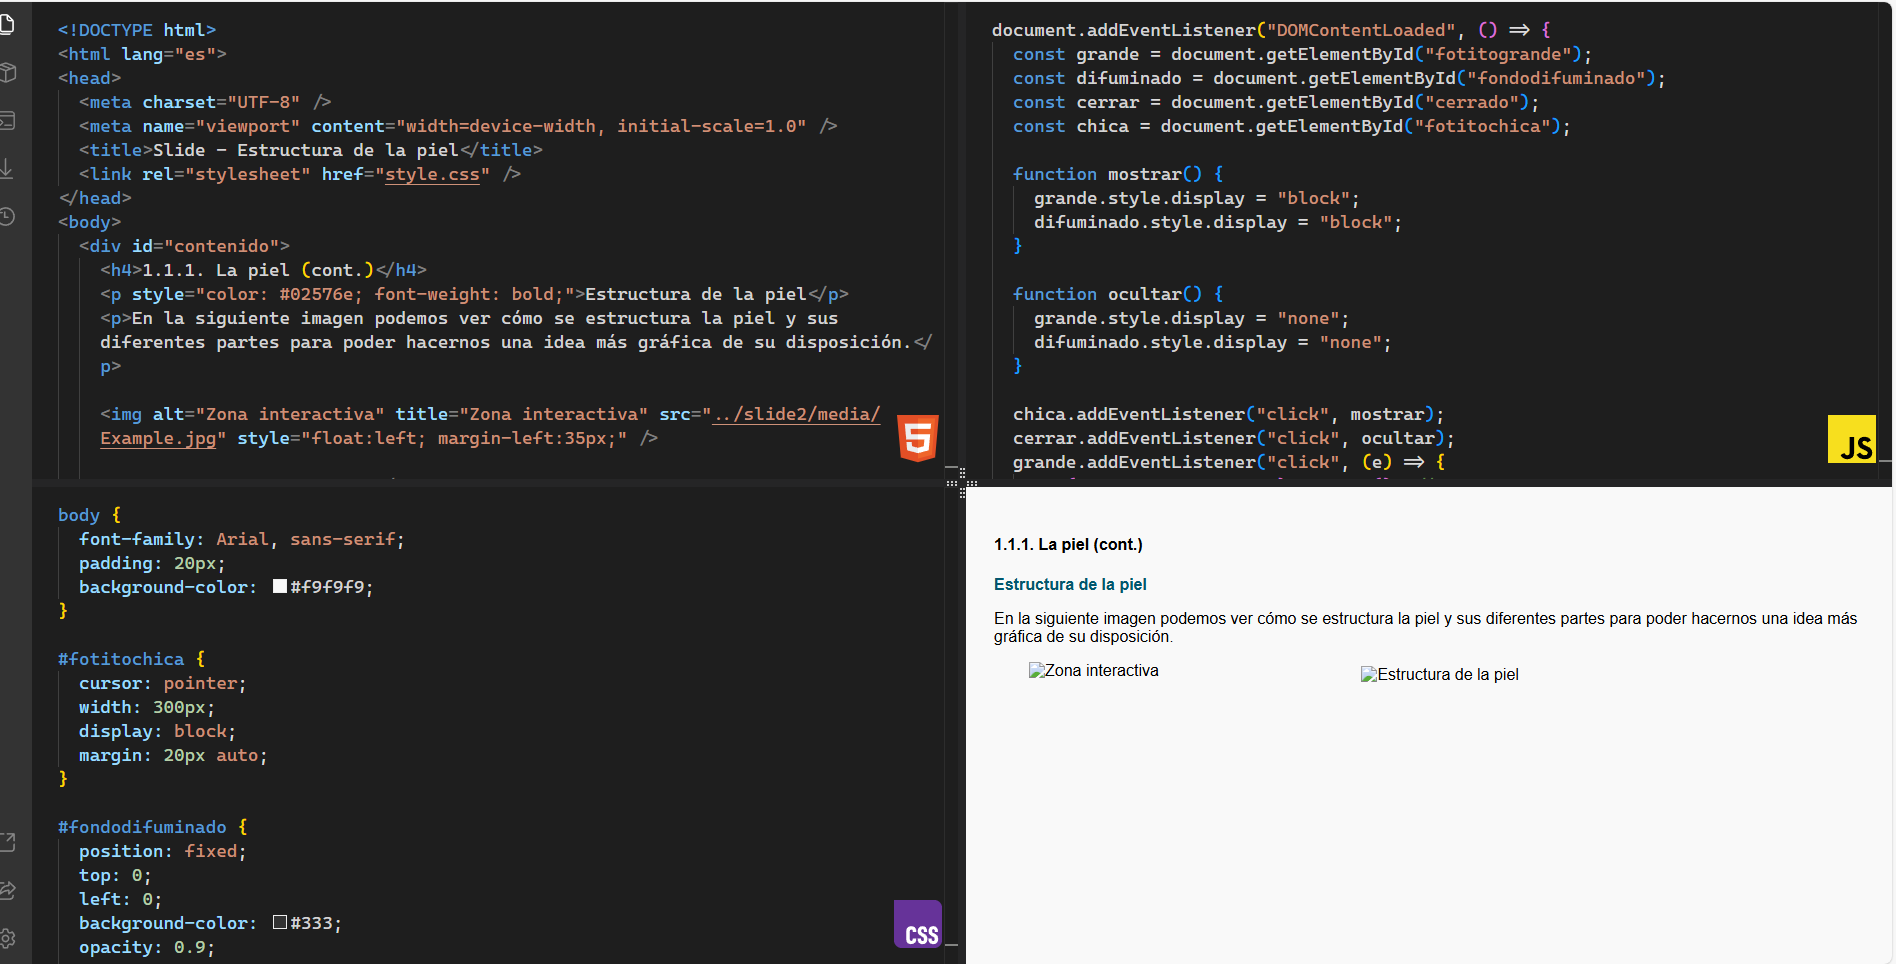 <!DOCTYPE html>
<html lang="es">
<head>
<meta charset="UTF-8" />
<meta name="viewport" content="width=device-width, initial-scale=1.0" />
<title>Slide - Estructura de la piel</title>
<link rel="stylesheet" href="style.css" />
</head>
<body>
<div id="contenido">
<h4>1.1.1. La piel (cont.)</h4>
<p style="color: #02576e; font-weight: bold;">Estructura de la piel</p>
<p>En la siguiente imagen podemos ver cómo se estructura la piel y sus
diferentes partes para poder hacernos una idea más gráfica de su disposición.</
p>
<img alt="Zona interactiva" title="Zona interactiva" src="../slide2/media/
Example.jpg" style="float:left; margin-left:35px;" />
5
document.addEventListener("DOMContentLoaded", () => {
const grande = document.getElementById("fotitogrande");
const difuminado = document.getElementById("fondodifuminado");
const cerrar = document.getElementById("cerrado");
const chica = document.getElementById("fotitochica");
function mostrar() {
grande.style.display = "block";
difuminado.style.display = "block";
}
function ocultar() {
grande.style.display = "none";
difuminado.style.display = "none";
}
chica.addEventListener("click", mostrar);
cerrar.addEventListener("click", ocultar);
grande.addEventListener("click", (e) => {
JS
body {
font-family: Arial, sans-serif;
padding: 20px;
background-color: #f9f9f9;
}
#fotitochica {
cursor: pointer;
width: 300px;
display: block;
margin: 20px auto;
}
#fondodifuminado {
position: fixed;
top: 0;
left: 0;
background-color: #333;
opacity: 0.9;
CSS
1.1.1. La piel (cont.)
Estructura de la piel
En la siguiente imagen podemos ver cómo se estructura la piel y sus diferentes partes para poder hacernos una idea más
gráfica de su disposición.
Zona interactiva
Estructura de la piel